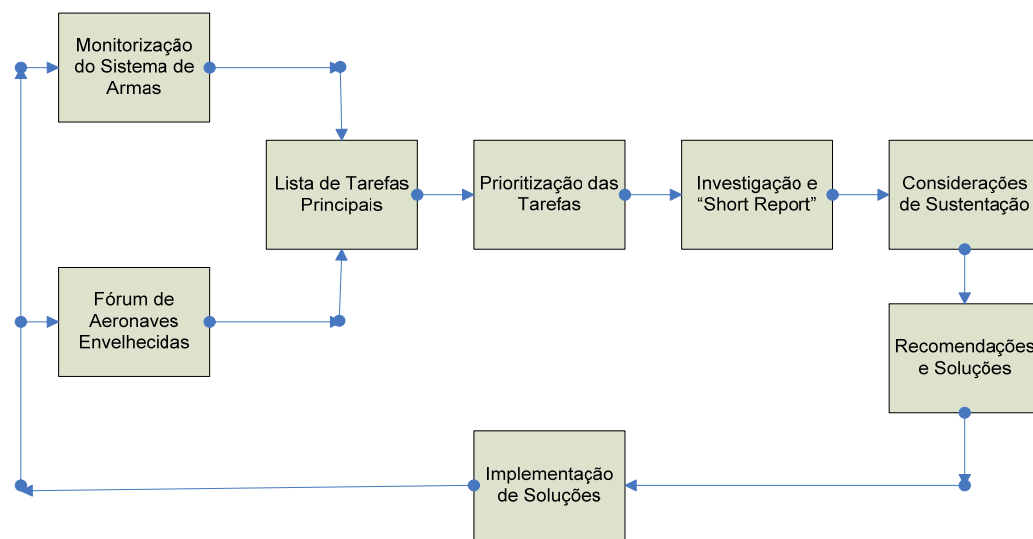 Monitorização
do Sistema de
Armas
Lista de Tarefas
Principais
Prioritização das
Tarefas
Investigação e
“Short Report”
Considerações
de Sustentação
Fórum de
Aeronaves
Envelhecidas
Recomendações
e Soluções
Implementação
de Soluções